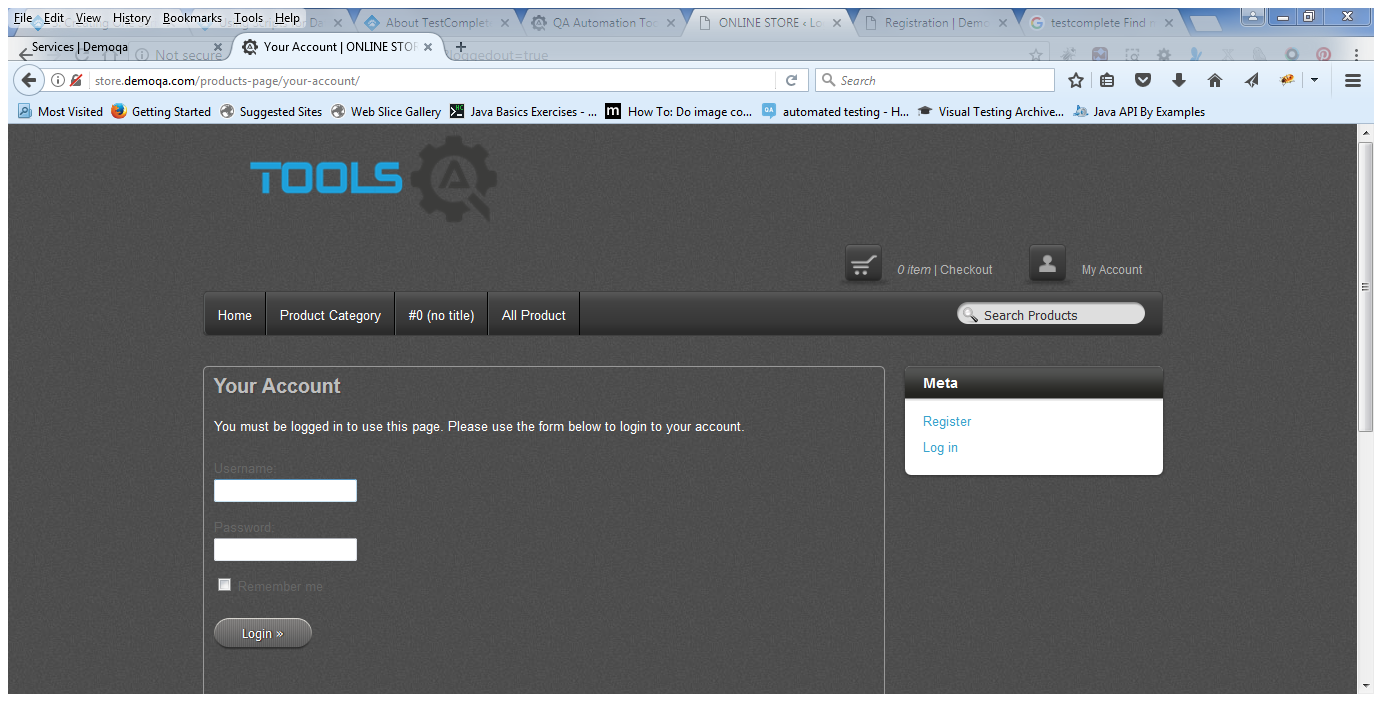 File Edit View History Bookmarks Tools Help
About TestComplet
QA Automation Too
ONLINE STORE ‹ Lo
Registration | Demo
testcomplete Find m
Services | Demoqa
Your Account | ONLINE STOR
+
Not secure
loggedout=true
store.demoqa.com/products-page/your-account/
Search
Most Visited
Getting Started
Suggested Sites
Web Slice Gallery
Java Basics Exercises - ...
m
How To: Do image co...
QA
automated testing - H...
Visual Testing Archive...
Java API By Examples
TOOLS QA
0 item | Checkout
My Account
Home
Product Category
#0 (no title)
All Product
Search Products
Your Account
Meta
You must be logged in to use this page. Please use the form below to login to your account.
Register
Log in
Username:
Password:
Remember me
Login »